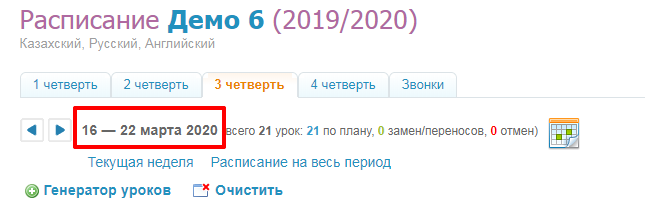 Расписание Демо 6 (2019/2020)
Казахский, Русский, Английский
1 четверть 2 четверть 3 четверть 4 четверть Звонки
16 — 22 марта 2020 всего 21 урок: 21 по плану, 0 замен/переносов, 0 отмен)
Текущая неделя Расписание на весь период
Генератор уроков Очистить